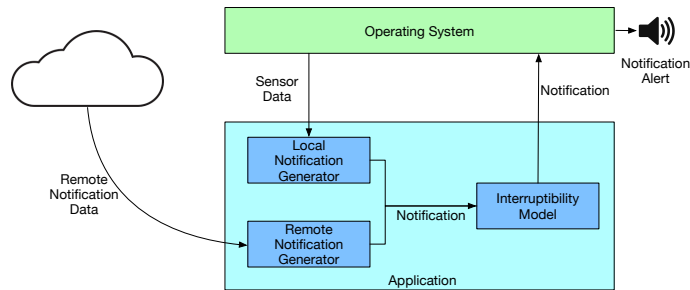 Operating System
Notification
Alert
Sensor
Data
Notification
Local
Notification
Generator
Remote
Notification
Data
Interruptibility
Model
Notification
Remote
Notification
Generator
Application